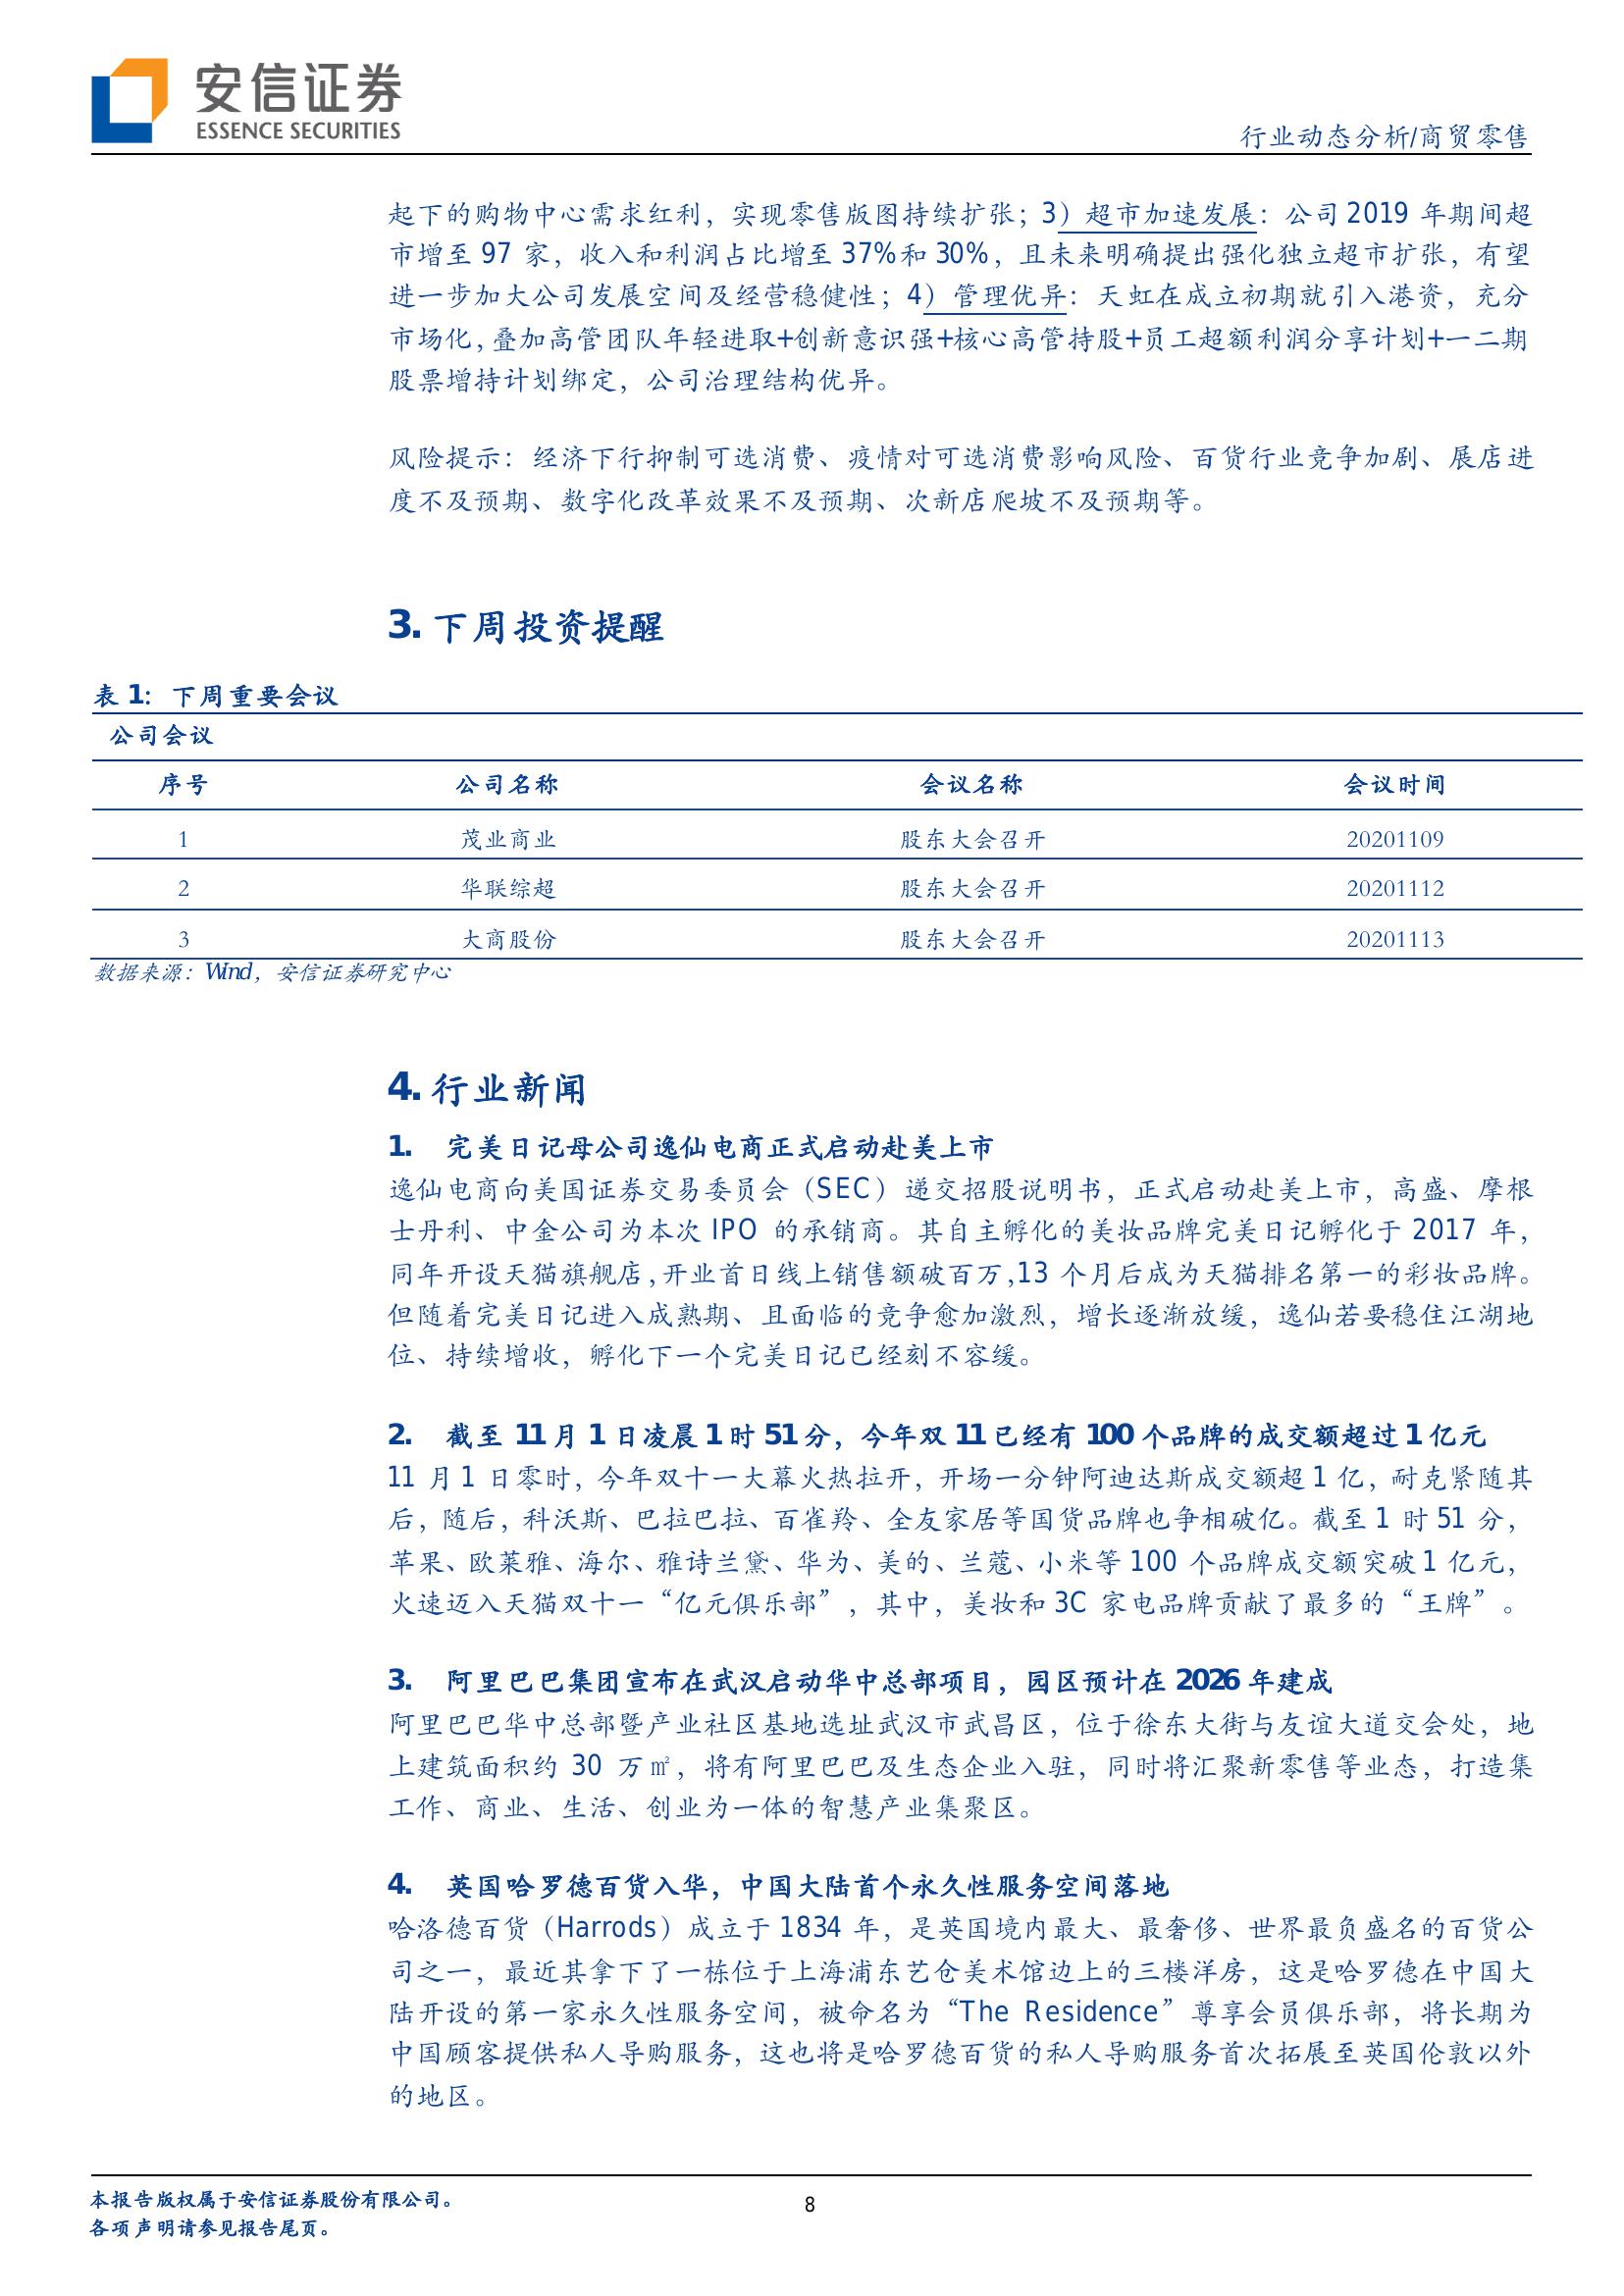 安信证券
ESSENCE SECURITIES
行业动态分析/商贸零售
起下的购物中心需求红利，实现零售版图持续扩张；3）超市加速发展：公司 2019 年期间超
市增至 97 家，收入和利润占比增至 37%和 30%，且未来明确提出强化独立超市扩张，有望
进一步加大公司发展空间及经营稳健性；4）管理优异：天虹在成立初期就引入港资，充分
市场化，叠加高管团队年轻进取+创新意识强+核心高管持股+员工超额利润分享计划+一二期
股票增持计划绑定，公司治理结构优异。
风险提示：经济下行抑制可选消费、疫情对可选消费影响风险、百货行业竞争加剧、展店进
度不及预期、数字化改革效果不及预期、次新店爬坡不及预期等。
3. 下周投资提醒
表 1：下周重要会议
公司会议
序号 公司名称 会议名称 会议时间
1 茂业商业 股东大会召开 20201109
2 华联综超 股东大会召开 20201112
3 大商股份 股东大会召开 20201113
数据来源：Wind，安信证券研究中心
4. 行业新闻
1. 完美日记母公司逸仙电商正式启动赴美上市
逸仙电商向美国证券交易委员会（SEC）递交招股说明书，正式启动赴美上市，高盛、摩根
士丹利、中金公司为本次 IPO 的承销商。其自主孵化的美妆品牌完美日记孵化于 2017 年，
同年开设天猫旗舰店，开业首日线上销售额破百万，13 个月后成为天猫排名第一的彩妆品牌。
但随着完美日记进入成熟期、且面临的竞争愈加激烈，增长逐渐放缓，逸仙若要稳住江湖地
位、持续增收，孵化下一个完美日记已经刻不容缓。
2. 截至 11 月 1 日凌晨 1 时 51 分，今年双 11 已经有 100 个品牌的成交额超过 1 亿元
11 月 1 日零时，今年双十一大幕火热拉开，开场一分钟阿迪达斯成交额超 1 亿，耐克紧随其
后，随后，科沃斯、巴拉巴拉、百雀羚、全友家居等国货品牌也争相破亿。截至 1 时 51 分，
苹果、欧莱雅、海尔、雅诗兰黛、华为、美的、兰蔻、小米等 100 个品牌成交额突破 1 亿元，
火速迈入天猫双十一“亿元俱乐部”，其中，美妆和 3C 家电品牌贡献了最多的“王牌”。
3. 阿里巴巴集团宣布在武汉启动华中总部项目，园区预计在 2026 年建成
阿里巴巴华中总部暨产业社区基地选址武汉市武昌区，位于徐东大街与友谊大道交会处，地
上建筑面积约 30 万㎡，将有阿里巴巴及生态企业入驻，同时将汇聚新零售等业态，打造集
工作、商业、生活、创业为一体的智慧产业集聚区。
4. 英国哈罗德百货入华，中国大陆首个永久性服务空间落地
哈洛德百货（Harrods）成立于 1834 年，是英国境内最大、最奢侈、世界最负盛名的百货公
司之一，最近其拿下了一栋位于上海浦东艺仓美术馆边上的三楼洋房，这是哈罗德在中国大
陆开设的第一家永久性服务空间，被命名为“The Residence”尊享会员俱乐部，将长期为
中国顾客提供私人导购服务，这也将是哈罗德百货的私人导购服务首次拓展至英国伦敦以外
的地区。
本报告版权属于安信证券股份有限公司。
各项声明请参见报告尾页。
8